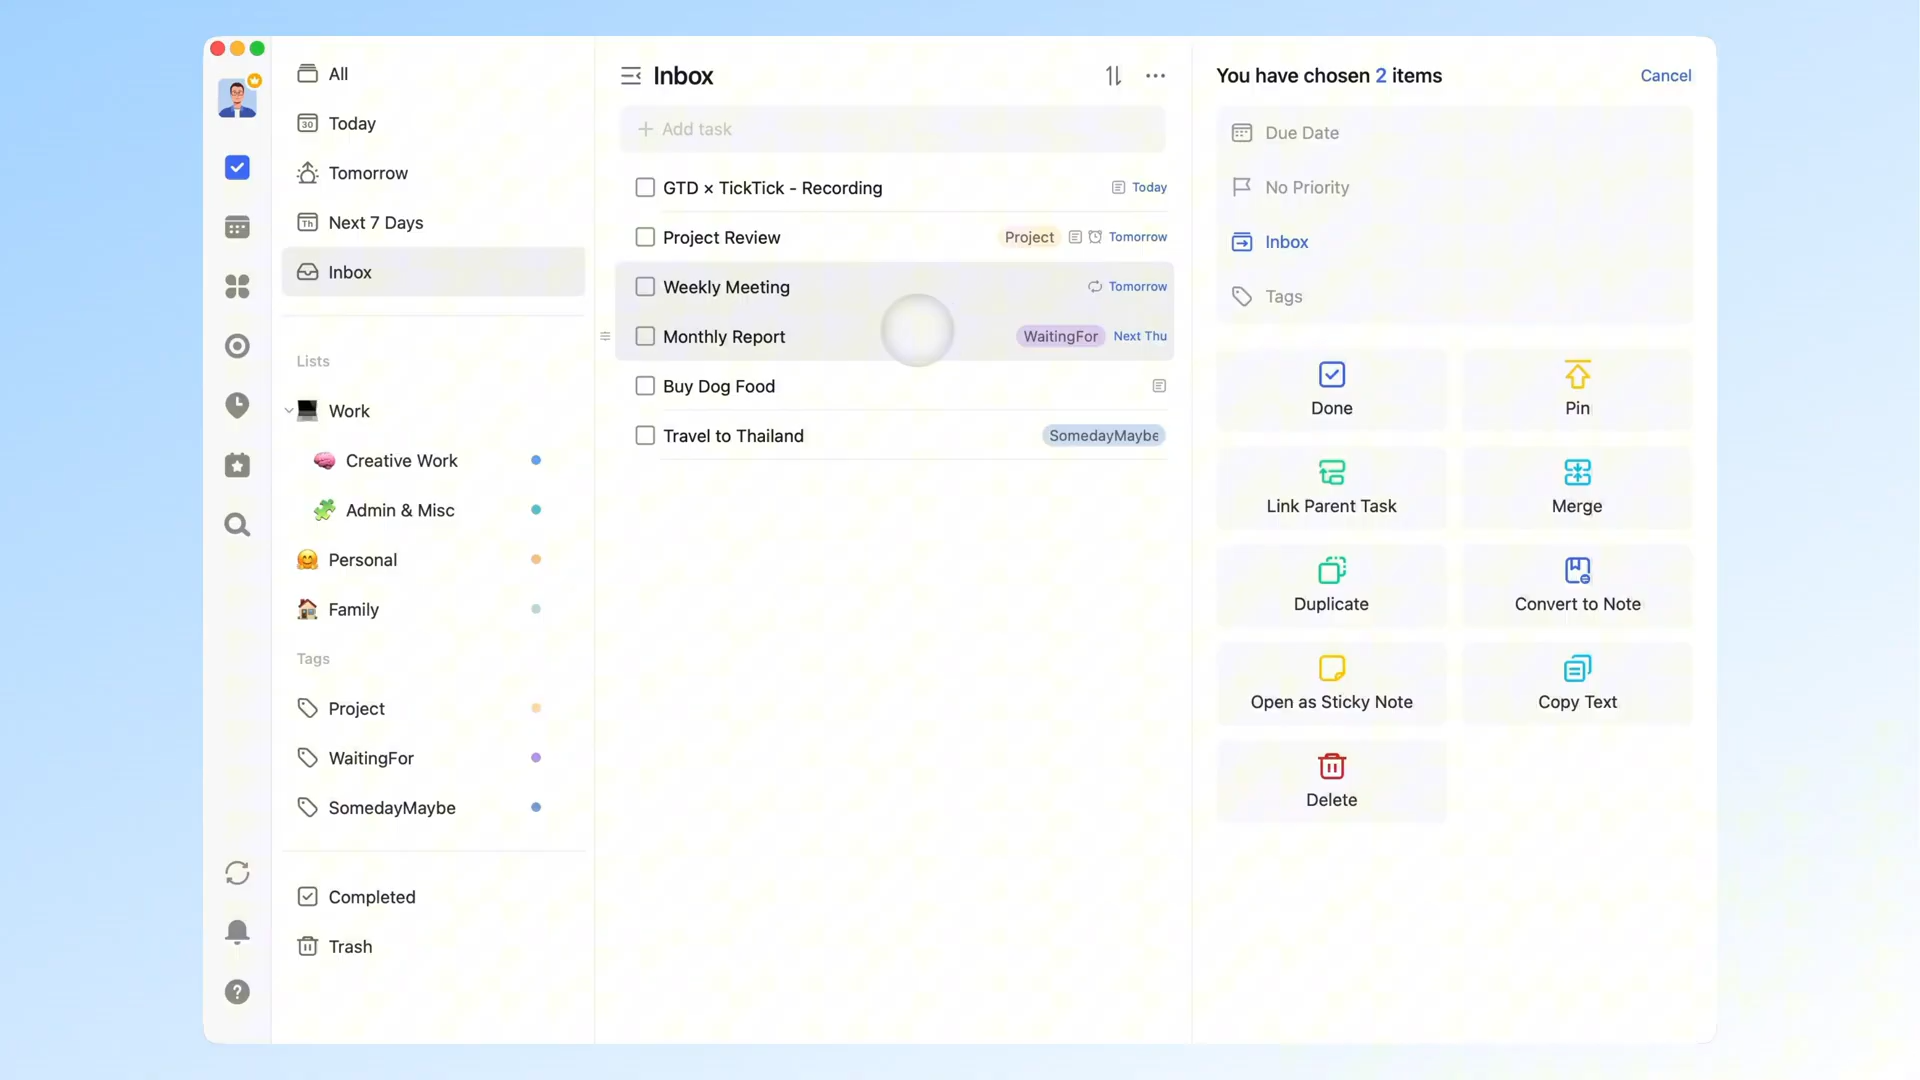 All
30 Today
Tomorrow
Th Next 7 Days
Inbox
Lists
Work
Creative Work
Admin & Misc
Personal
Family
Tags
Project
WaitingFor
SomedayMaybe
Completed
Trash
?
Inbox
Add task
GTD × TickTick - Recording Today
Project Review Project Tomorrow
Weekly Meeting Tomorrow
Monthly Report WaitingFor Next Thu
Buy Dog Food
Travel to Thailand SomedayMaybe
You have chosen 2 items Cancel
Due Date
No Priority
Inbox
Tags
Done Pin
Link Parent Task Merge
Duplicate Convert to Note
Open as Sticky Note Copy Text
Delete